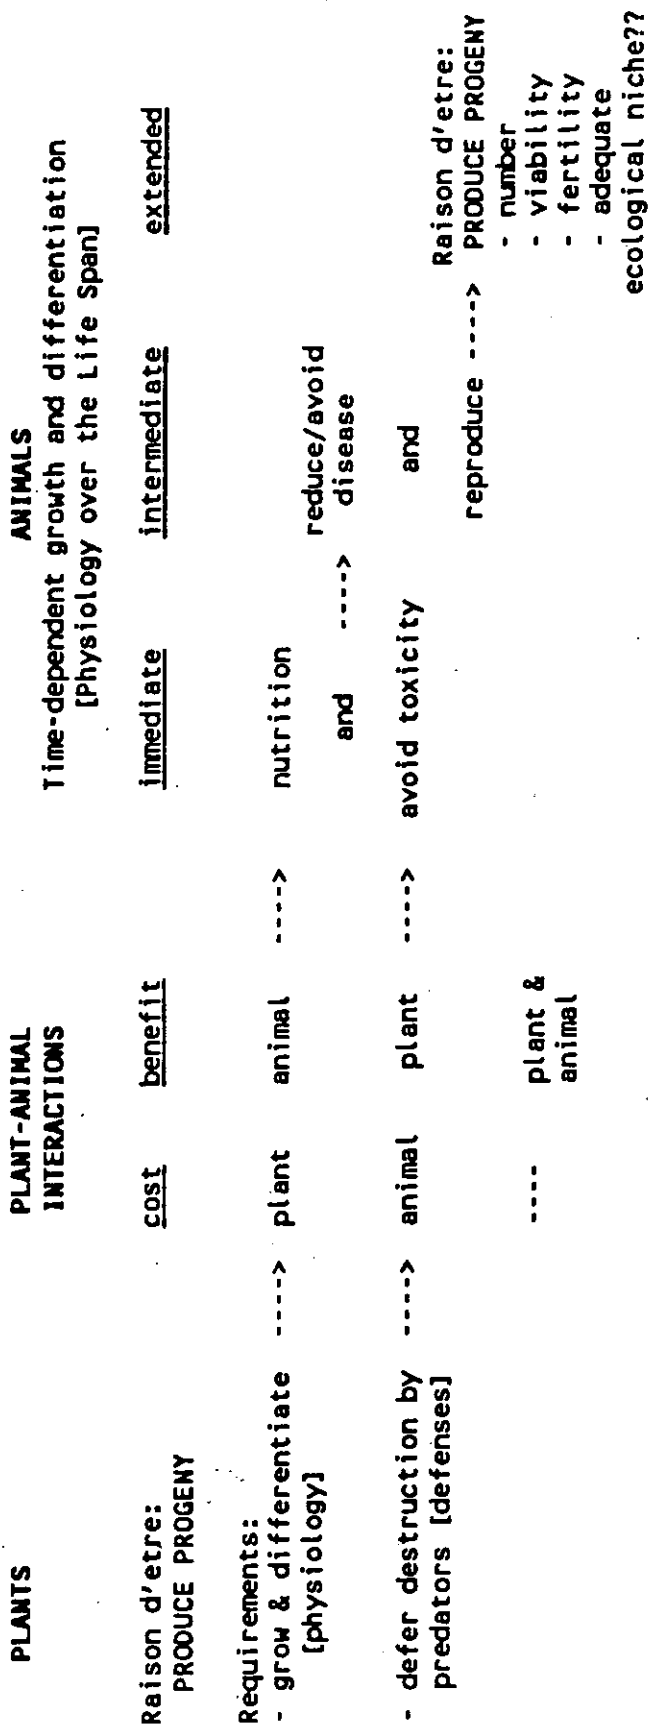 PLANTS PLANT-ANIMAL ANIMALS
INTERACTIONS Time-dependent growth and differentiation
[Physiology over the Life Span]
Raison d'etre: cost benefit immediate intermediate extended
PRODUCE PROGENY
Requirements:
- grow & differentiate ----> plant animal ----> nutrition reduce/avoid
[physiology] and ----> disease
- defer destruction by ----> animal plant ----> avoid toxicity and
predators [defenses] Raison d'etre:
reproduce ----> PRODUCE PROGENY
- number
---- plant & - viability
animal - fertility
- adequate
ecological niche??